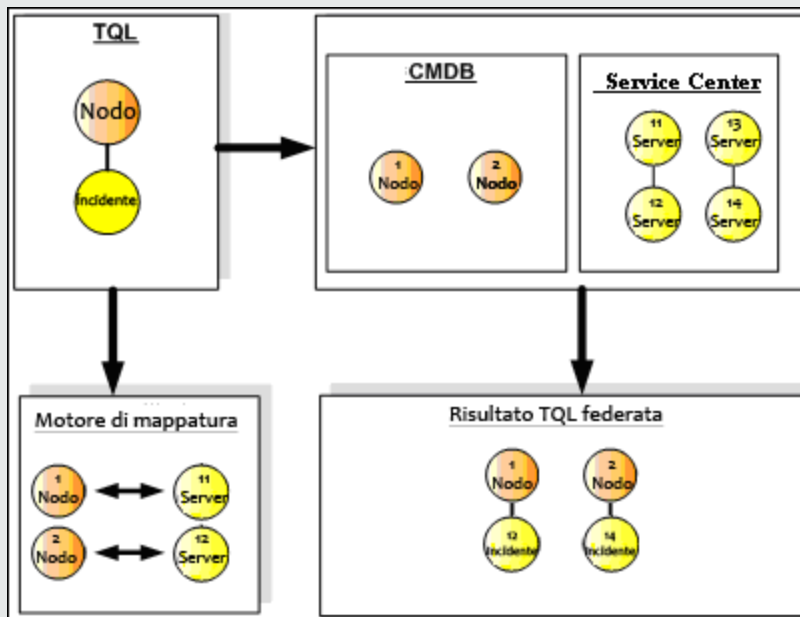 TQL
Nodo
Incidente
CMDB
1
Nodo
2
Nodo
Service Center
11
Server
13
Server
12
Server
14
Server
Motore di mappatura
1
Nodo
11
Server
2
Nodo
12
Server
Risultato TQL federata
1
Nodo
2
Nodo
Incidente
14
Incidente